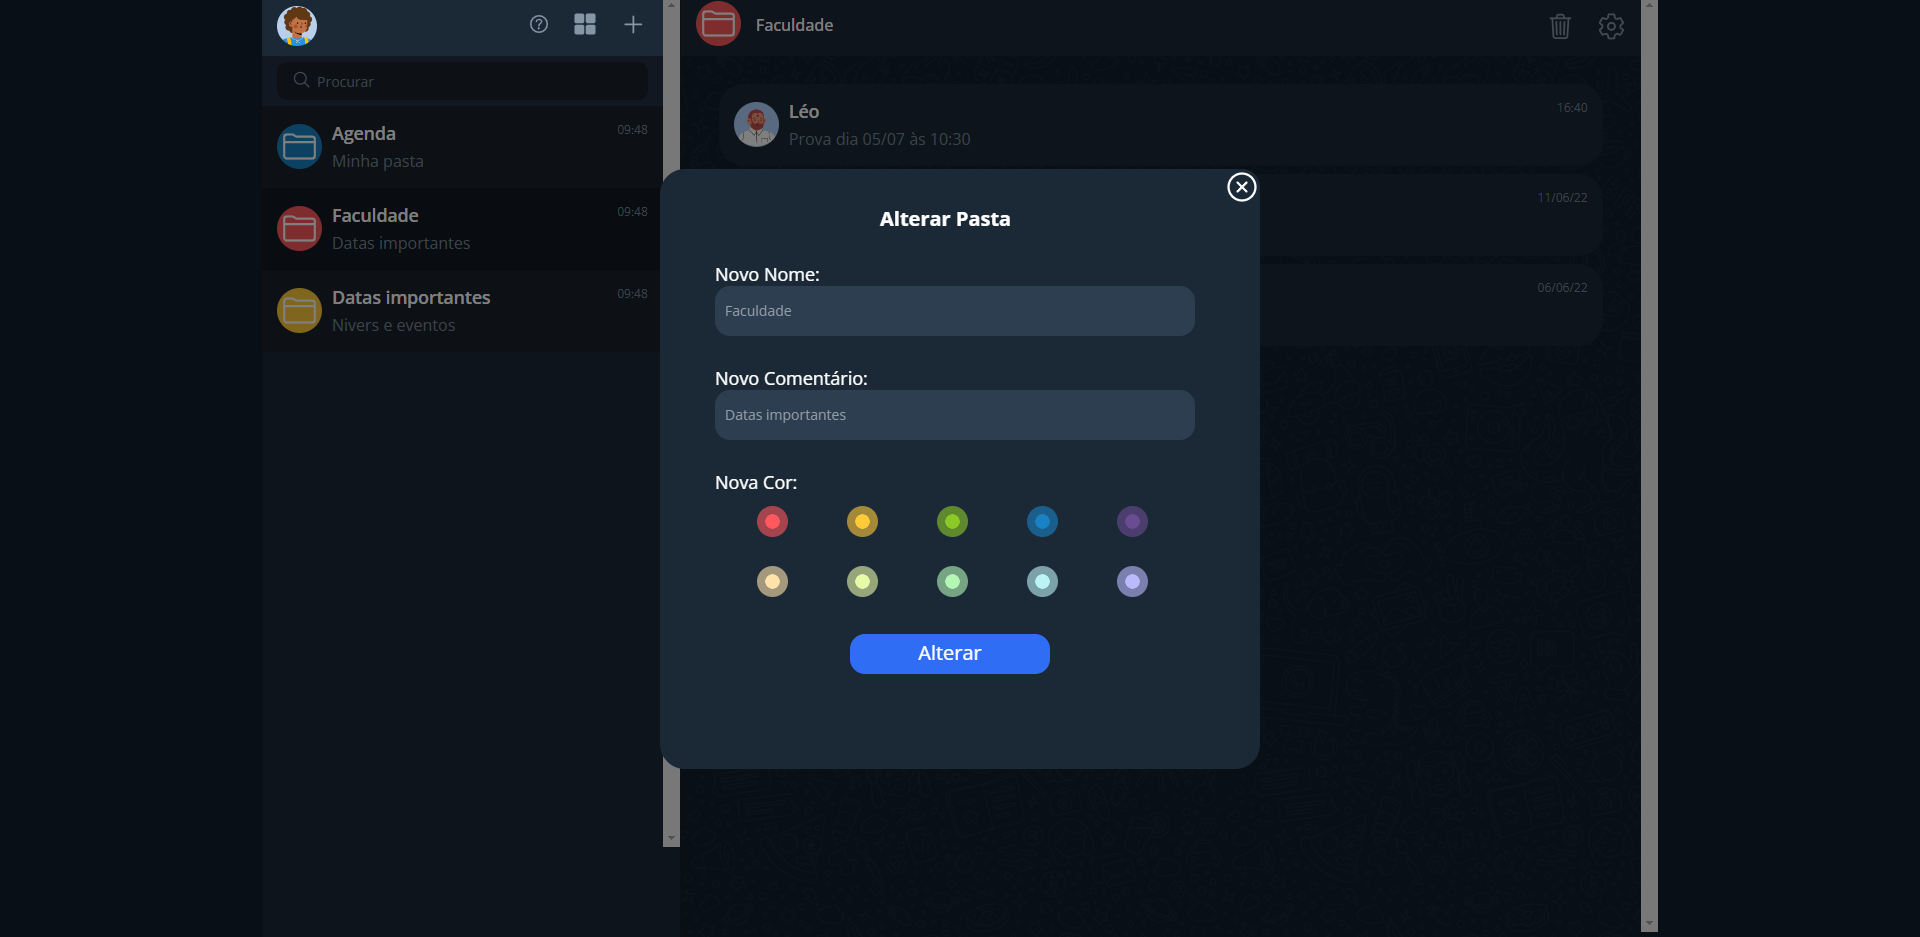 Procurar
Agenda
09:48
Minha pasta
Faculdade
09:48
Datas importantes
Datas importantes
09:48
Nivers e eventos
Faculdade
Léo
16:40
Prova dia 05/07 às 10:30
11/06/22
06/06/22
Alterar Pasta
Novo Nome:
Faculdade
Novo Comentário:
Datas importantes
Nova Cor:
Alterar